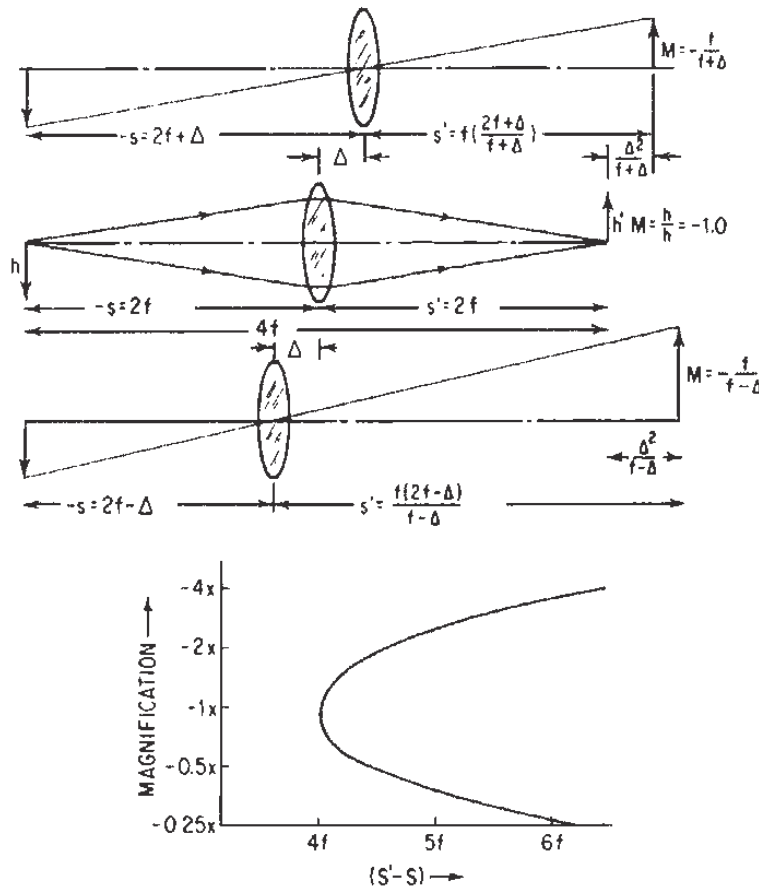 M = - f/f+Δ
-s = 2f+Δ
s' = f(2f+Δ/f+Δ)
Δ
Δ²/f+Δ
h
h' M = h/h = -1.0
-s = 2f
s' = 2f
4f
Δ
M = - f/f-Δ
Δ²/f-Δ
-s = 2f-Δ
s' = f(2f-Δ)/f-Δ
MAGNIFICATION
-4x
-2x
-1x
-0.5x
-0 25x
4f
5f
6f
(S'-S)